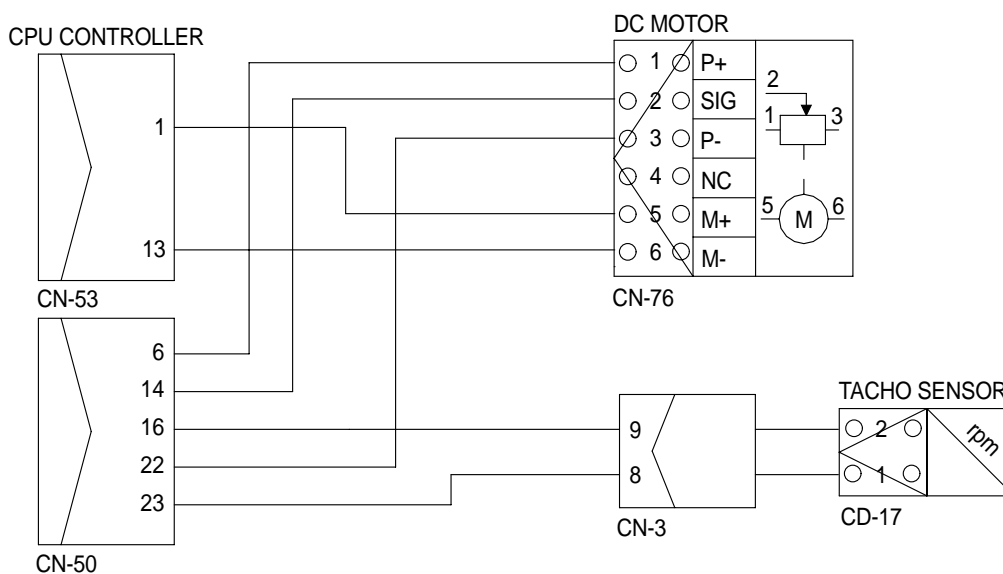 CPU CONTROLLER
1
13
CN-53
6
14
16
22
23
CN-50
DC MOTOR
1 P+
2 SIG
3 P-
4 NC
5 M+
6 M-
2
1 3
5 M 6
CN-76
9
8
CN-3
TACHO SENSOR
2
1
rpm
CD-17